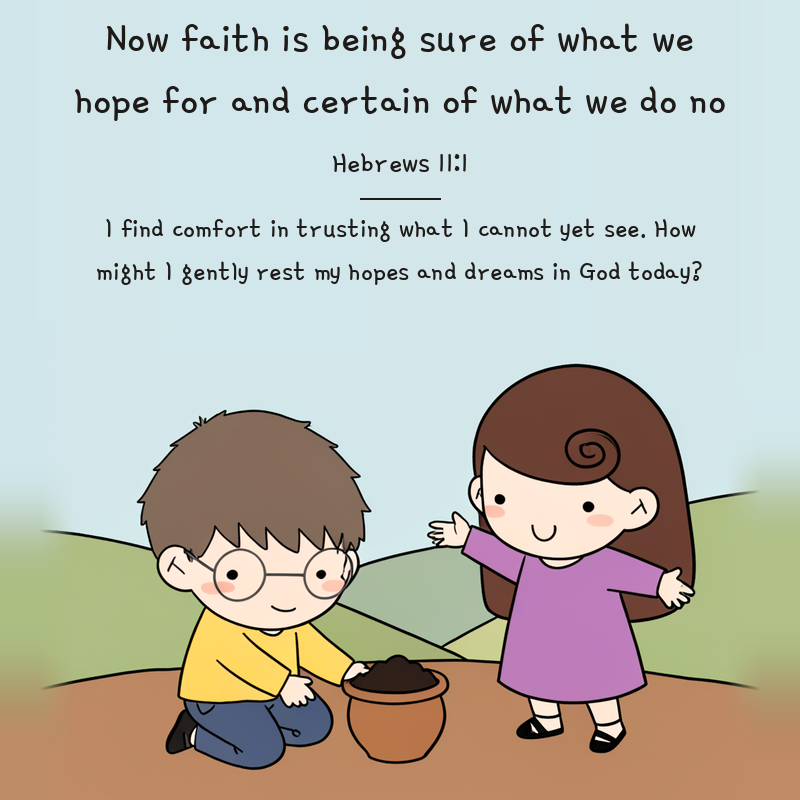 Now faith is being sure of what we
hope for and certain of what we do no
Hebrews 11:1
I find comfort in trusting what I cannot yet see. How
might I gently rest my hopes and dreams in God today?